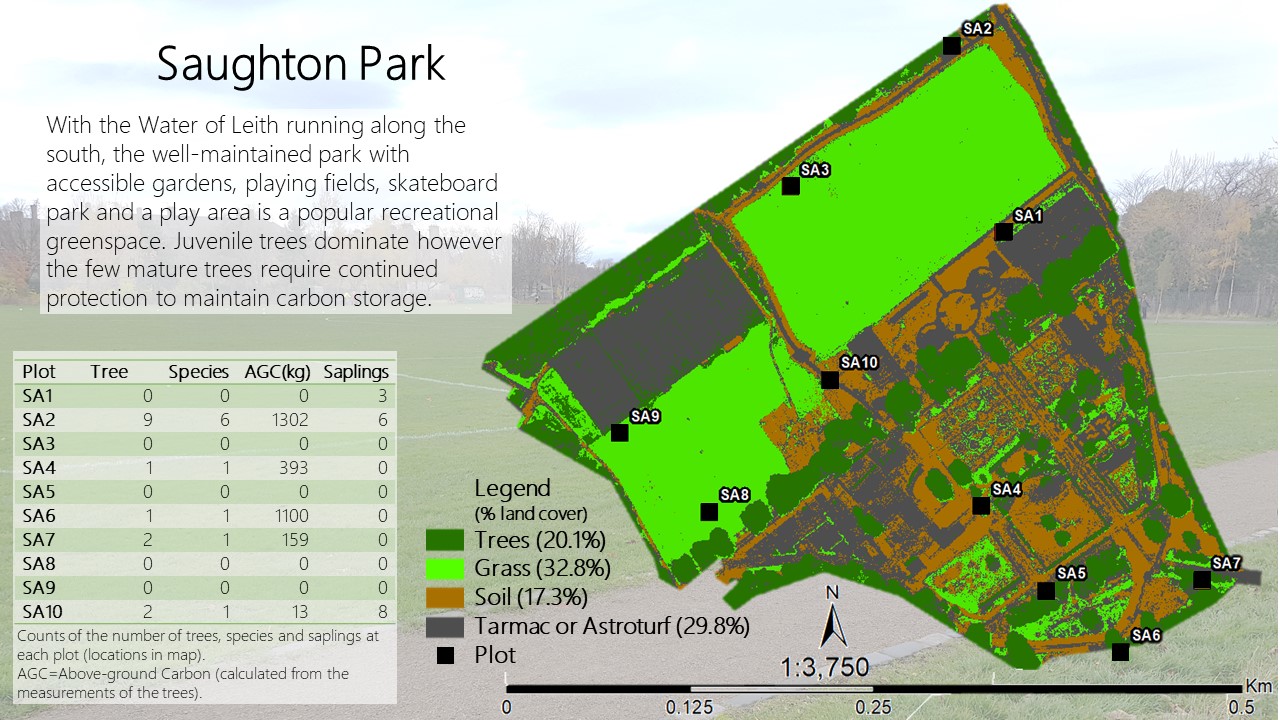 Saughton Park
With the Water of Leith running along the
south, the well-maintained park with
accessible gardens, playing fields, skateboard
park and a play area is a popular recreational
greenspace. Juvenile trees dominate however
the few mature trees require continued
protection to maintain carbon storage.
Plot Tree Species AGC(kg) Saplings
SA1 0 0 0 3
SA2 9 6 1302 6
SA3 0 0 0 0
SA4 1 1 393 0
SA5 0 0 0 0
SA6 1 1 1100 0
SA7 2 1 159 0
SA8 0 0 0 0
SA9 0 0 0 0
SA10 2 1 13 8
Counts of the number of trees, species and saplings at
each plot (locations in map).
AGC=Above-ground Carbon (calculated from the
measurements of the trees).
SA2
SA3
SA1
SA10
SA9
SA8
SA4
SA5
SA7
SA6
Legend
(% land cover)
Trees (20.1%)
Grass (32.8%)
Soil (17.3%)
Tarmac or Astroturf (29.8%)
Plot
N
1:3,750
Km
0 0.125 0.25 0.5